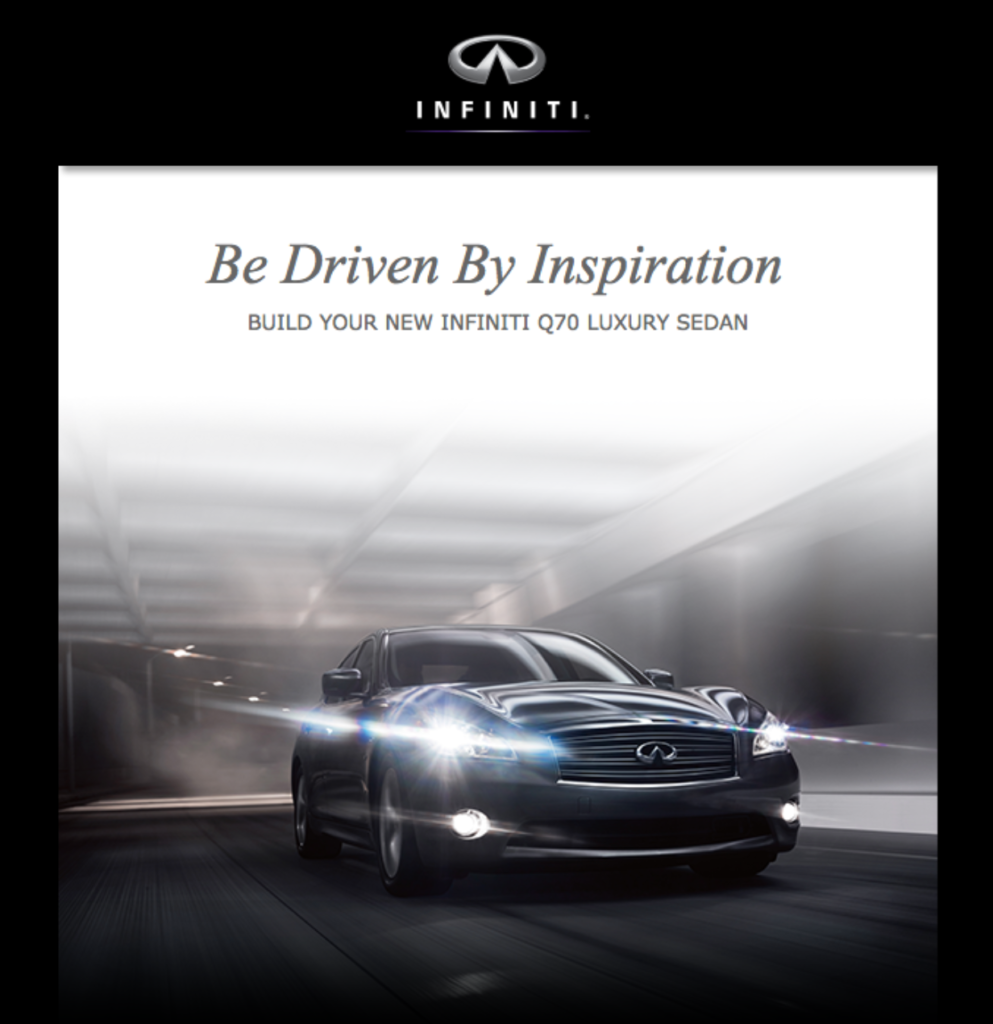 INFINITI.
Be Driven By Inspiration
BUILD YOUR NEW INFINITI Q70 LUXURY SEDAN